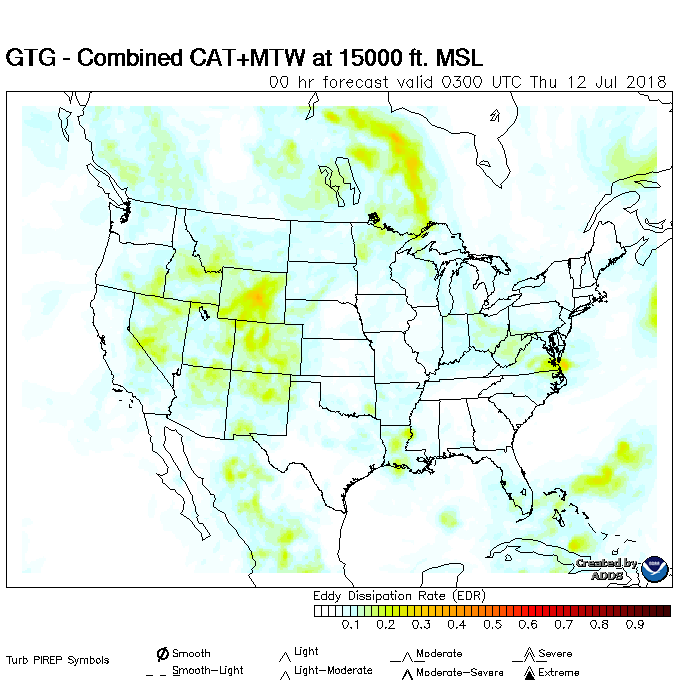 GTG - Combined CAT+MTW at 15000 ft. MSL
00 hr forecast valid 0300 UTC Thu 12 Jul 2018
Created by
ADDS
Eddy Dissipation Rate (EDR)
0.1 0.2 0.3 0.4 0.5 0.6 0.7 0.8 0.9
Turb PIREP Symbols
Smooth Light Moderate Severe
Smooth-Light Light-Moderate Moderate-Severe Extreme